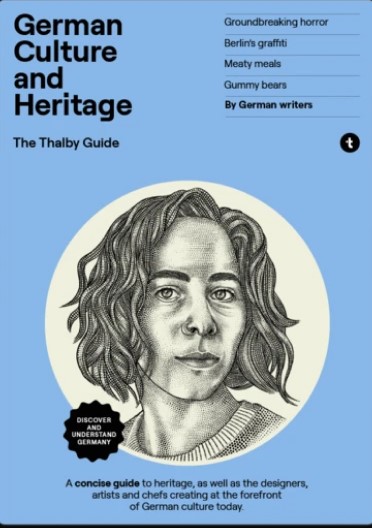 German
Culture
and
Heritage
The Thalby Guide
Groundbreaking horror
Berlin's graffiti
Meaty meals
Gummy bears
By German writers
t
DISCOVER
AND
UNDERSTAND
GERMANY
A concise guide to heritage, as well as the designers,
artists and chefs creating at the forefront
of German culture today.